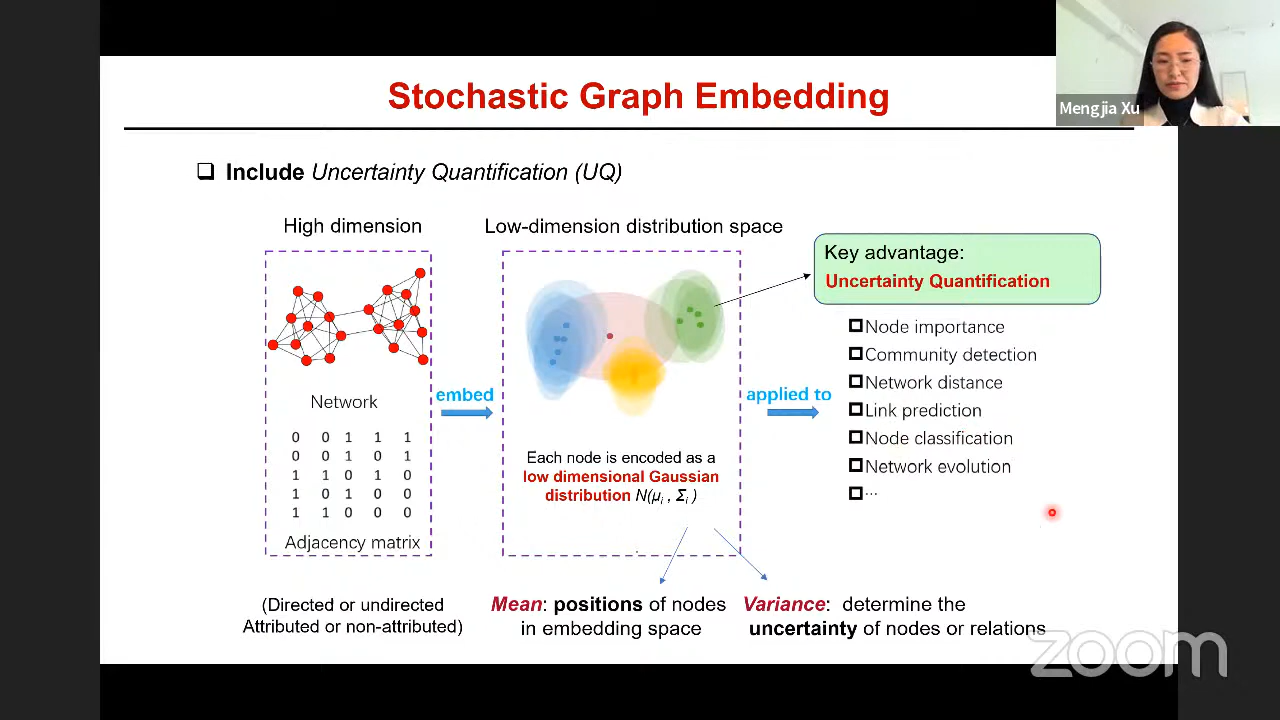 Stochastic Graph Embedding
Mengjia Xu
Include Uncertainty Quantification (UQ)
High dimension
Low-dimension distribution space
Key advantage:
Uncertainty Quantification
Network
embed
applied to
Node importance
Community detection
Network distance
Link prediction
Node classification
Network evolution
...
0 0 1 1 1
0 0 1 0 1
1 1 0 1 0
1 0 1 0 0
1 1 0 0 0
Adjacency matrix
Each node is encoded as a
low dimensional Gaussian
distribution N(μi , Σi )
(Directed or undirected
Attributed or non-attributed)
Mean: positions of nodes
in embedding space
Variance: determine the
uncertainty of nodes or relations
zoom